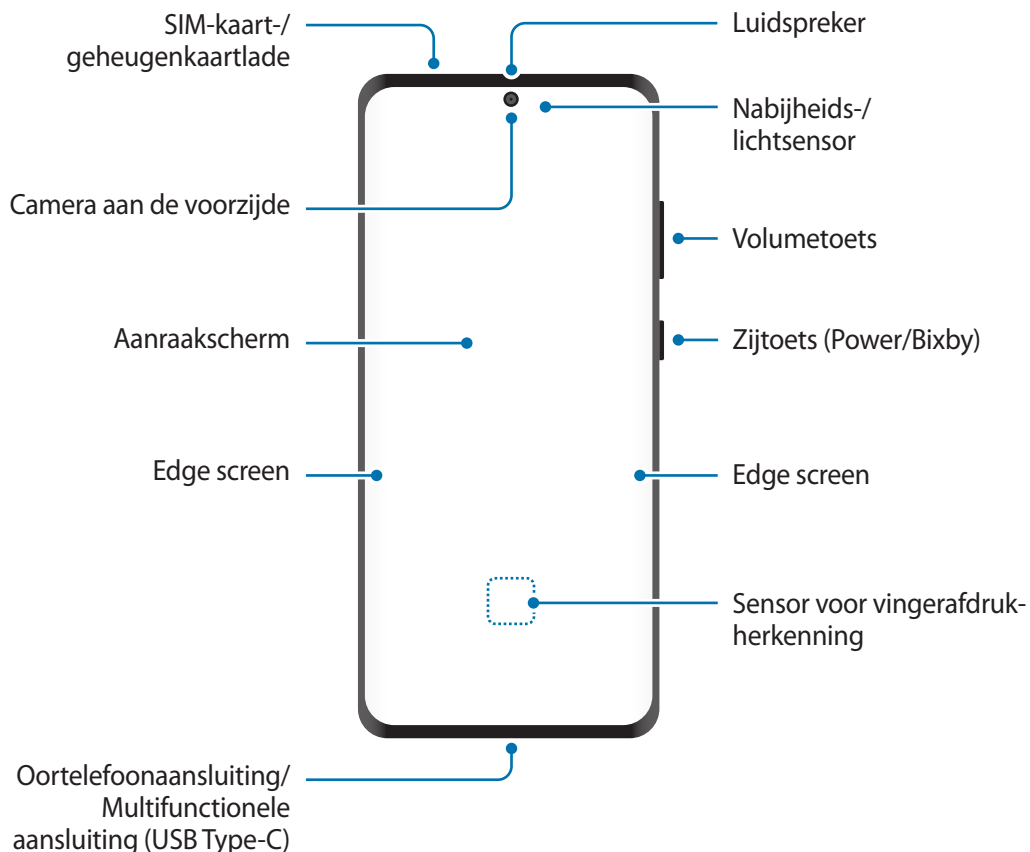 SIM-kaart-/
geheugenkaartlade
Luidspreker
Nabijheids-/
lichtsensor
Camera aan de voorzijde
Volumetoets
Aanraakscherm
Zijtoets (Power/Bixby)
Edge screen
Edge screen
Sensor voor vingerafdruk-
herkenning
Oortelefoonaansluiting/
Multifunctionele
aansluiting (USB Type-C)